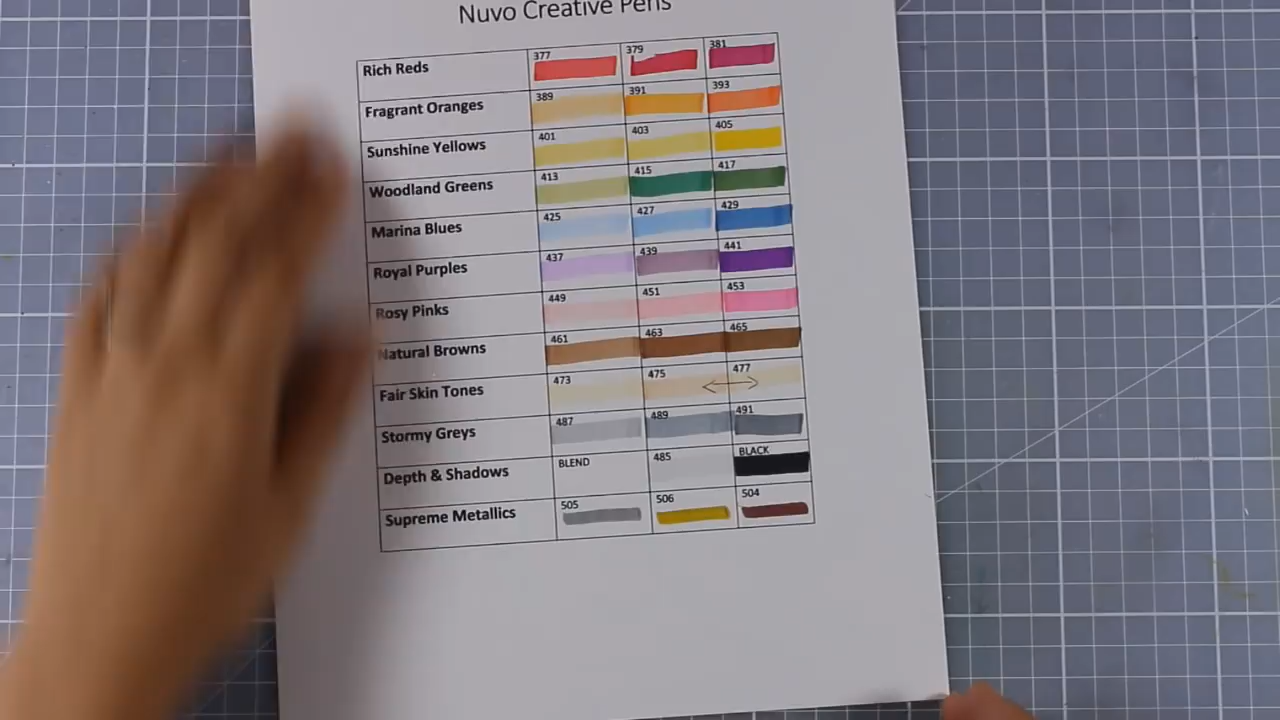 Nuvo Creative Pens
Rich Reds 377 379 381
Fragrant Oranges 389 391 393
Sunshine Yellows 401 403 405
Woodland Greens 413 415 417
Marina Blues 425 427 429
Royal Purples 437 439 441
Rosy Pinks 449 451 453
Natural Browns 461 463 465
Fair Skin Tones 473 475 477
Stormy Greys 487 489 491
Depth & Shadows BLEND 485 BLACK
Supreme Metallics 505 506 504